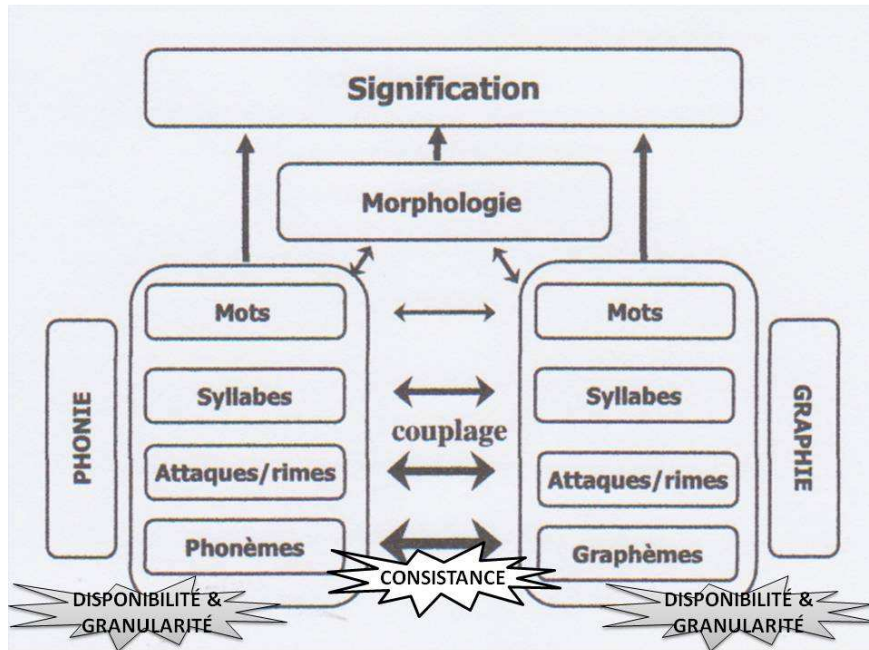 Signification
Morphologie
PHONIE
Mots
Syllabes
Attaques/rimes
Phonèmes
couplage
Mots
Syllabes
Attaques/rimes
Graphèmes
GRAPHIE
DISPONIBILITÉ &
GRANULARITÉ
CONSISTANCE
DISPONIBILITÉ &
GRANULARITÉ